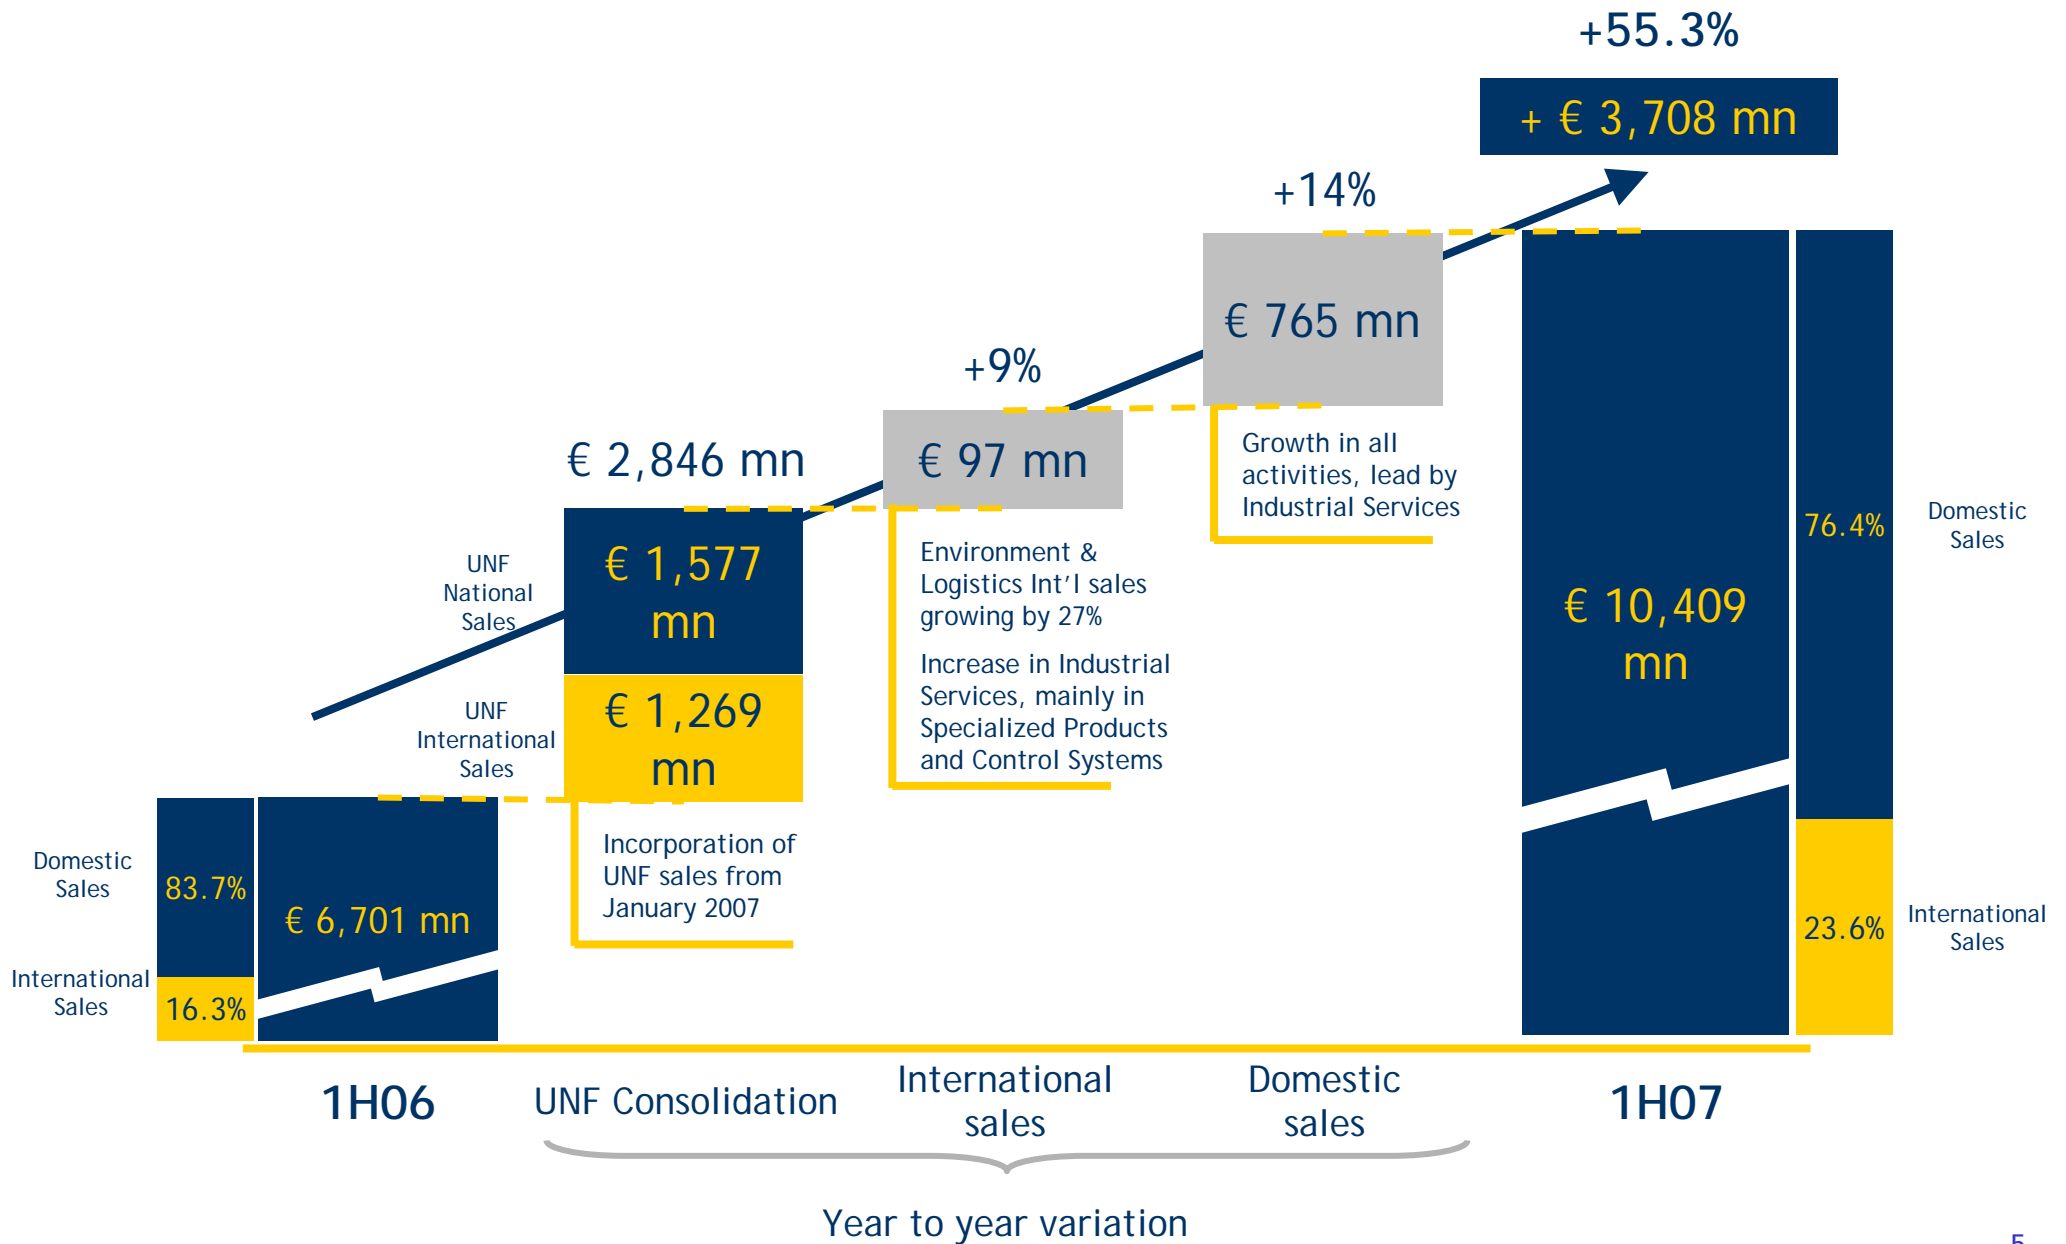 +55.3%
+ € 3,708 mn
+14%
€ 765 mn
+9%
€ 97 mn
€ 2,846 mn
€ 1,577
mn
€ 1,269
mn
UNF
National
Sales
UNF
International
Sales
Growth in all
activities, lead by
Industrial Services
Environment &
Logistics Int’l sales
growing by 27%
Increase in Industrial
Services, mainly in
Specialized Products
and Control Systems
Incorporation of
UNF sales from
January 2007
Domestic
Sales
83.7%
€ 6,701 mn
International
Sales
16.3%
€ 10,409
mn
76.4%
Domestic
Sales
23.6%
International
Sales
1H06
UNF Consolidation
International
sales
Domestic
sales
1H07
Year to year variation
5